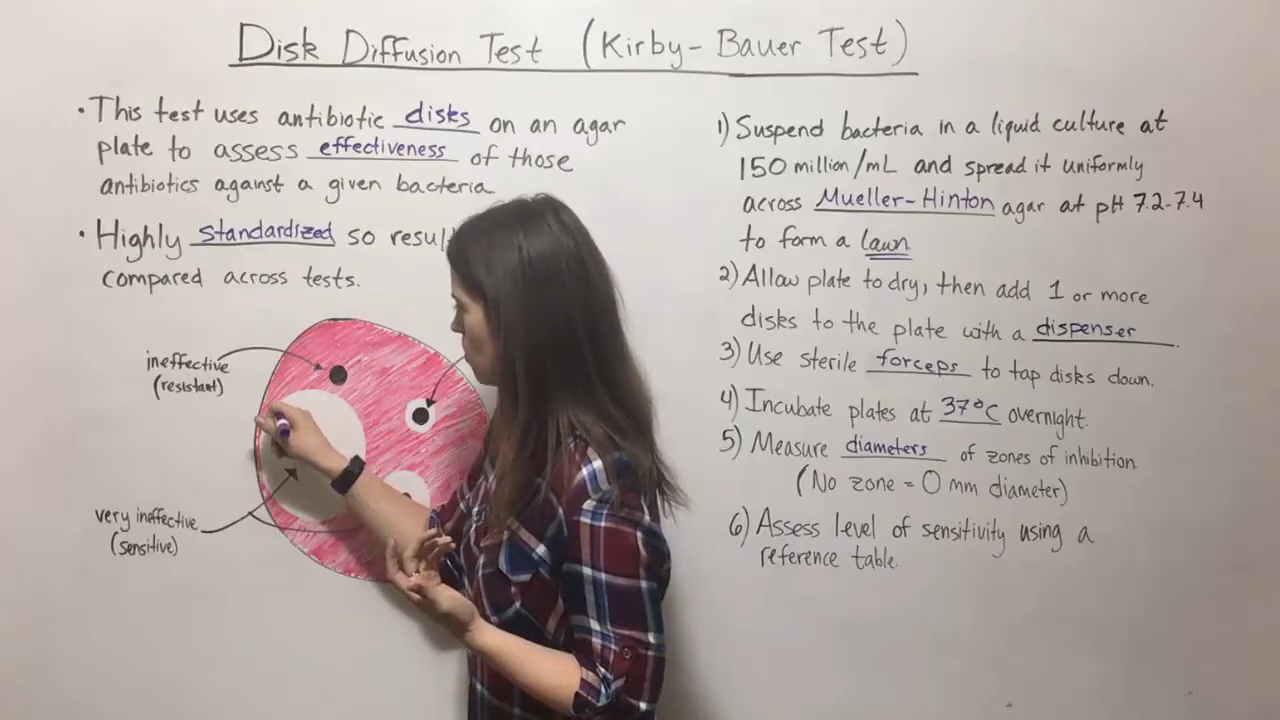 Disk Diffusion Test (Kirby-Bauer Test)
• This test uses antibiotic disks on an agar
plate to assess effectiveness of those
antibiotics against a given bacteria
• Highly standardized so resul
compared across tests.
ineffective
(resistant)
very ineffective
(sensitive)
1) Suspend bacteria in a liquid culture at
150 million/mL and spread it uniformly
across Mueller-Hinton agar at pH 7.2-7.4
to form a lawn
2) Allow plate to dry, then add 1 or more
disks to the plate with a dispenser.
3) Use sterile forceps to tap disks down.
4) Incubate plates at 37°C overnight.
5) Measure diameters of zones of inhibition.
(No zone = 0 mm diameter)
6) Assess level of sensitivity using a
reference table.